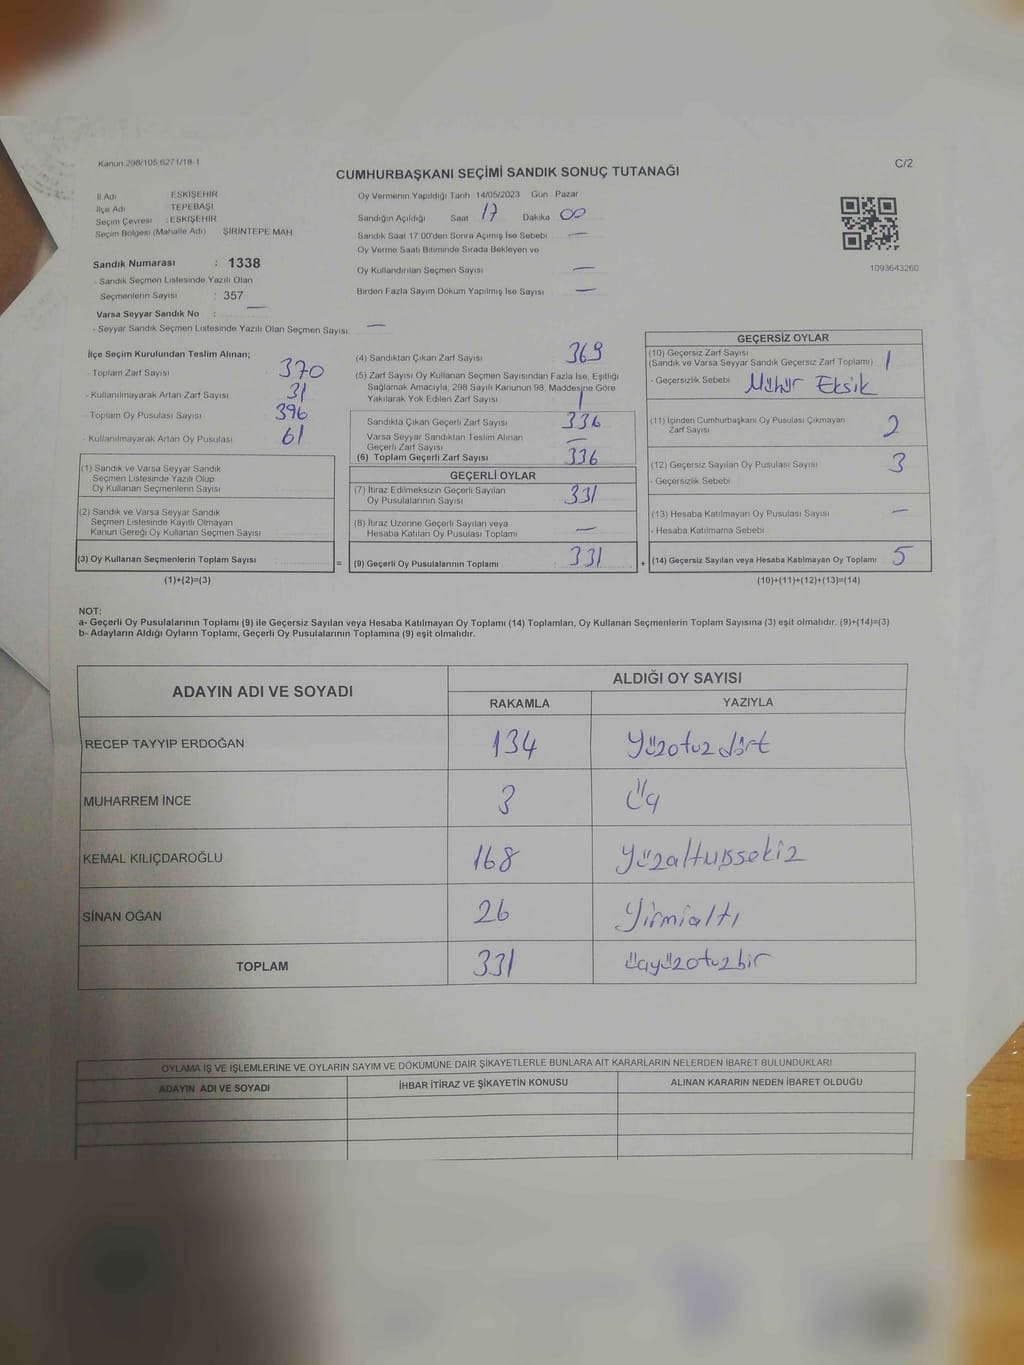 Kanun:298/105,6271/18-1
C/2
CUMHURBAŞKANI SEÇİMİ SANDIK SONUÇ TUTANAĞI
İl Adı : ESKİŞEHİR
İlçe Adı TEPEBAŞI
Seçim Çevresi : ESKİŞEHİR
Seçim Bölgesi (Mahalle Adı) ŞİRİNTEPE MAH.
Sandık Numarası : 1338
- Sandık Seçmen Listesinde Yazılı Olan
Seçmenlerin Sayısı : 357
Varsa Seyyar Sandık No : —
- Seyyar Sandık Seçmen Listesinde Yazılı Olan Seçmen Sayısı: —
Oy Vermenin Yapıldığı Tarih 14/05/2023 Gün Pazar
Sandığın Açıldığı Saat 17 Dakika 00
Sandık Saat 17:00'den Sonra Açımış İse Sebebi —
Oy Verme Saati Bitiminde Sırada Bekleyen ve
Oy Kullandırılan Seçmen Sayısı —
Birden Fazla Sayım Döküm Yapılmış İse Sayısı —
1093643260
İlçe Seçim Kurulundan Teslim Alınan;
- Toplam Zarf Sayısı 370
- Kullanılmayarak Artan Zarf Sayısı 31
- Toplam Oy Pusulası Sayısı 396
- Kullanılmayarak Artan Oy Pusulası 61
(1) Sandık ve Varsa Seyyar Sandık
Seçmen Listesinde Yazılı Olup
Oy Kullanan Seçmenlerin Sayısı
(2) Sandık ve Varsa Seyyar Sandık
Seçmen Listesinde Kayıtlı Olmayan
Kanun Gereği Oy Kullanan Seçmen Sayısı
(3) Oy Kullanan Seçmenlerin Toplam Sayısı
(1)+(2)=(3)
(4) Sandıktan Çıkan Zarf Sayısı 369
(5) Zarf Sayısı Oy Kullanan Seçmen Sayısından Fazla İse, Eşitliği
Sağlamak Amacıyla, 298 Sayılı Kanunun 98. Maddesine Göre
Yakılarak Yok Edilen Zarf Sayısı 1
Sandıkta Çıkan Geçerli Zarf Sayısı 336
Varsa Seyyar Sandıktan Teslim Alınan
Geçerli Zarf Sayısı —
(6) Toplam Geçerli Zarf Sayısı 336
GEÇERLİ OYLAR
(7) İtiraz Edilmeksizin Geçerli Sayılan
Oy Pusulalarının Sayısı 331
(8) İtiraz Üzerine Geçerli Sayılan veya
Hesaba Katılan Oy Pusulası Toplamı —
= (9) Geçerli Oy Pusulalarının Toplamı : 331
GEÇERSİZ OYLAR
(10) Geçersiz Zarf Sayısı
(Sandık ve Varsa Seyyar Sandık Geçersiz Zarf Toplamı) 1
- Geçersizlik Sebebi Mühür Eksik
(11) İçinden Cumhurbaşkanı Oy Pusulası Çıkmayan
Zarf Sayısı 2
(12) Geçersiz Sayılan Oy Pusulası Sayısı 3
- Geçersizlik Sebebi
(13) Hesaba Katılmayan Oy Pusulası Sayısı —
- Hesaba Katılmama Sebebi
+ (14) Geçersiz Sayılan veya Hesaba Katılmayan Oy Toplamı 5
(10)+(11)+(12)+(13)=(14)
NOT:
a- Geçerli Oy Pusulalarının Toplamı (9) ile Geçersiz Sayılan veya Hesaba Katılmayan Oy Toplamı (14) Toplamları, Oy Kullanan Seçmenlerin Toplam Sayısına (3) eşit olmalıdır. (9)+(14)=(3)
b- Adayların Aldığı Oyların Toplamı, Geçerli Oy Pusulalarının Toplamına (9) eşit olmalıdır.
ADAYIN ADI VE SOYADI ALDIĞI OY SAYISI
RAKAMLA YAZIYLA
RECEP TAYYIP ERDOĞAN 134 Yüzotuz dört
MUHARREM İNCE 3 Üç
KEMAL KILIÇDAROĞLU 168 Yüzaltmışsekiz
SİNAN OĞAN 26 Yirmialtı
TOPLAM 331 üçyüzotuzbir
OYLAMA İŞ VE İŞLEMLERİNE VE OYLARIN SAYIM VE DÖKÜMÜNE DAİR ŞİKAYETLERLE BUNLARA AİT KARARLARIN NELERDEN İBARET BULUNDUKLARI
ADAYIN ADI VE SOYADI İHBAR İTİRAZ VE ŞİKAYETİN KONUSU ALINAN KARARIN NEDEN İBARET OLDUĞU